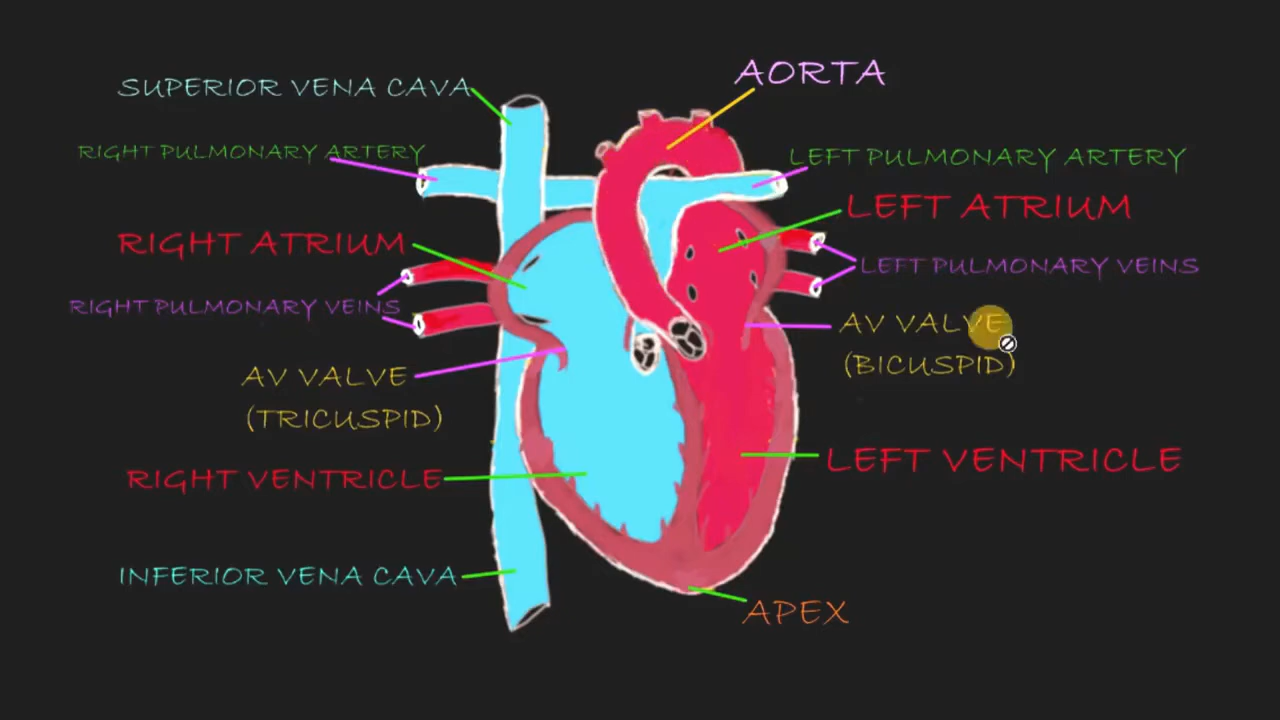 SUPERIOR VENA CAVA
AORTA
RIGHT PULMONARY ARTERY
LEFT PULMONARY ARTERY
LEFT ATRIUM
RIGHT ATRIUM
LEFT PULMONARY VEINS
RIGHT PULMONARY VEINS
AV VALVE
(BICUSPID)
AV VALVE
(TRICUSPID)
LEFT VENTRICLE
RIGHT VENTRICLE
INFERIOR VENA CAVA
APEX